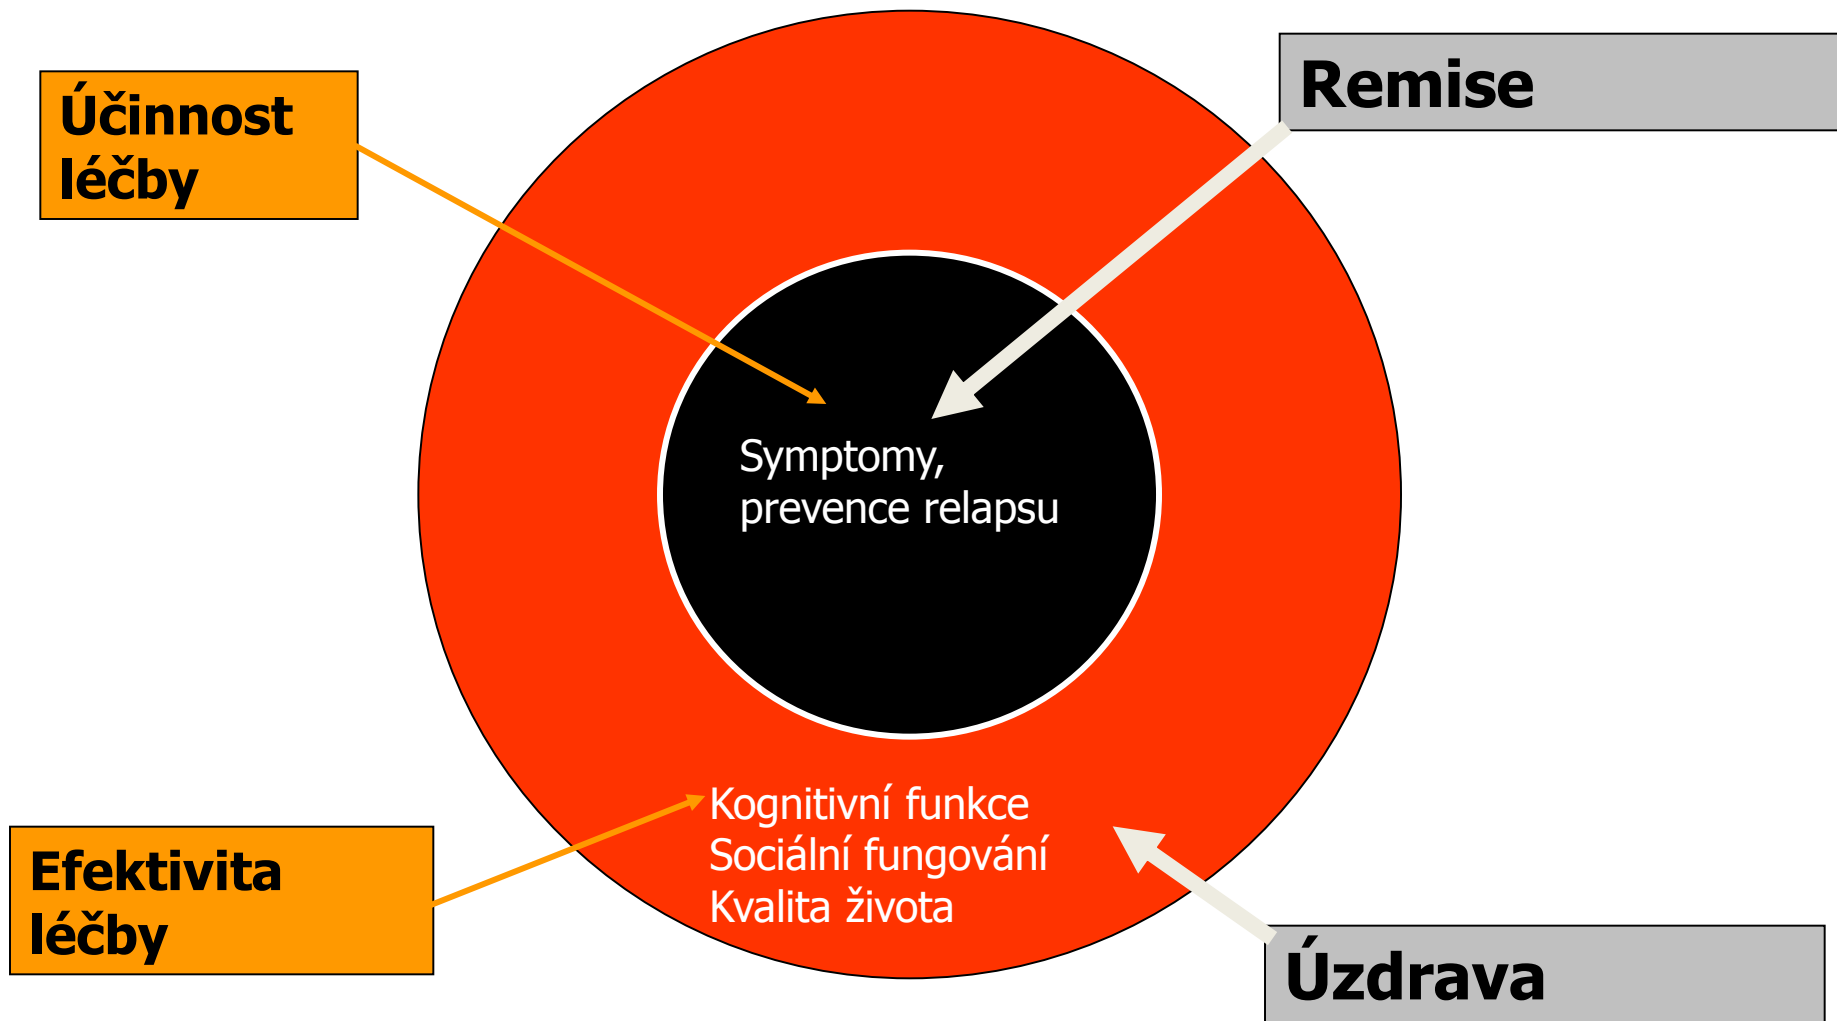 Účinnost
léčby
Remise
Symptomy,
prevence relapsu
Kognitivní funkce
Sociální fungování
Kvalita života
Efektivita
léčby
Úzdrava